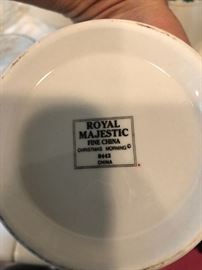 ROYAL
MAJESTIC
FINE CHINA
CHRISTMAS MORNING©
8443
CHINA